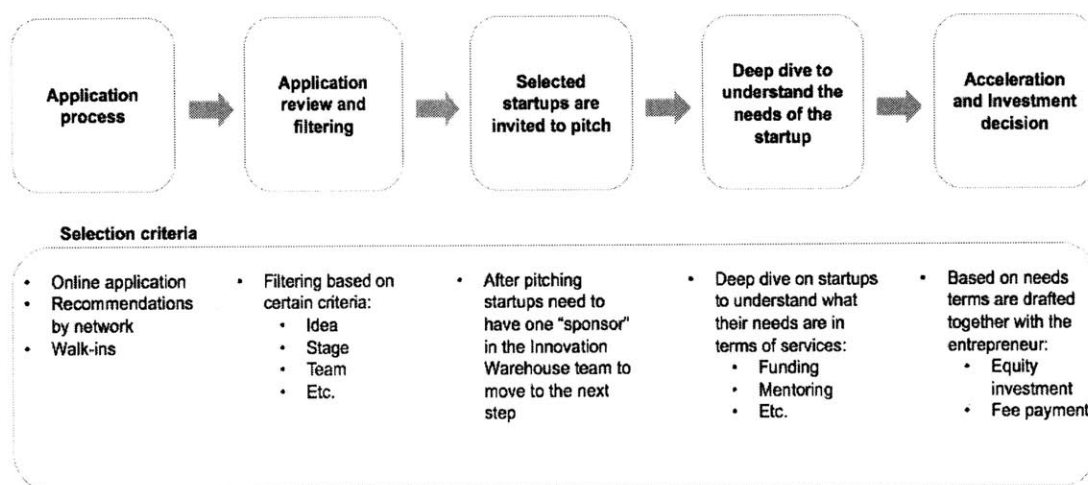 Application
process
Application
review and
filtering
Selected
startups are
invited to pitch
Deep dive to
understand the
needs of the
startup
Acceleration
and Investment
decision
Selection criteria
• Online application
• Recommendations
by network
• Walk-ins
• Filtering based on
certain criteria:
• Idea
• Stage
• Team
• Etc.
• After pitching
startups need to
have one “sponsor”
in the Innovation
Warehouse team to
move to the next
step
• Deep dive on startups
to understand what
their needs are in
terms of services:
• Funding
• Mentoring
• Etc.
• Based on needs
terms are drafted
together with the
entrepreneur:
• Equity
investment
• Fee payment